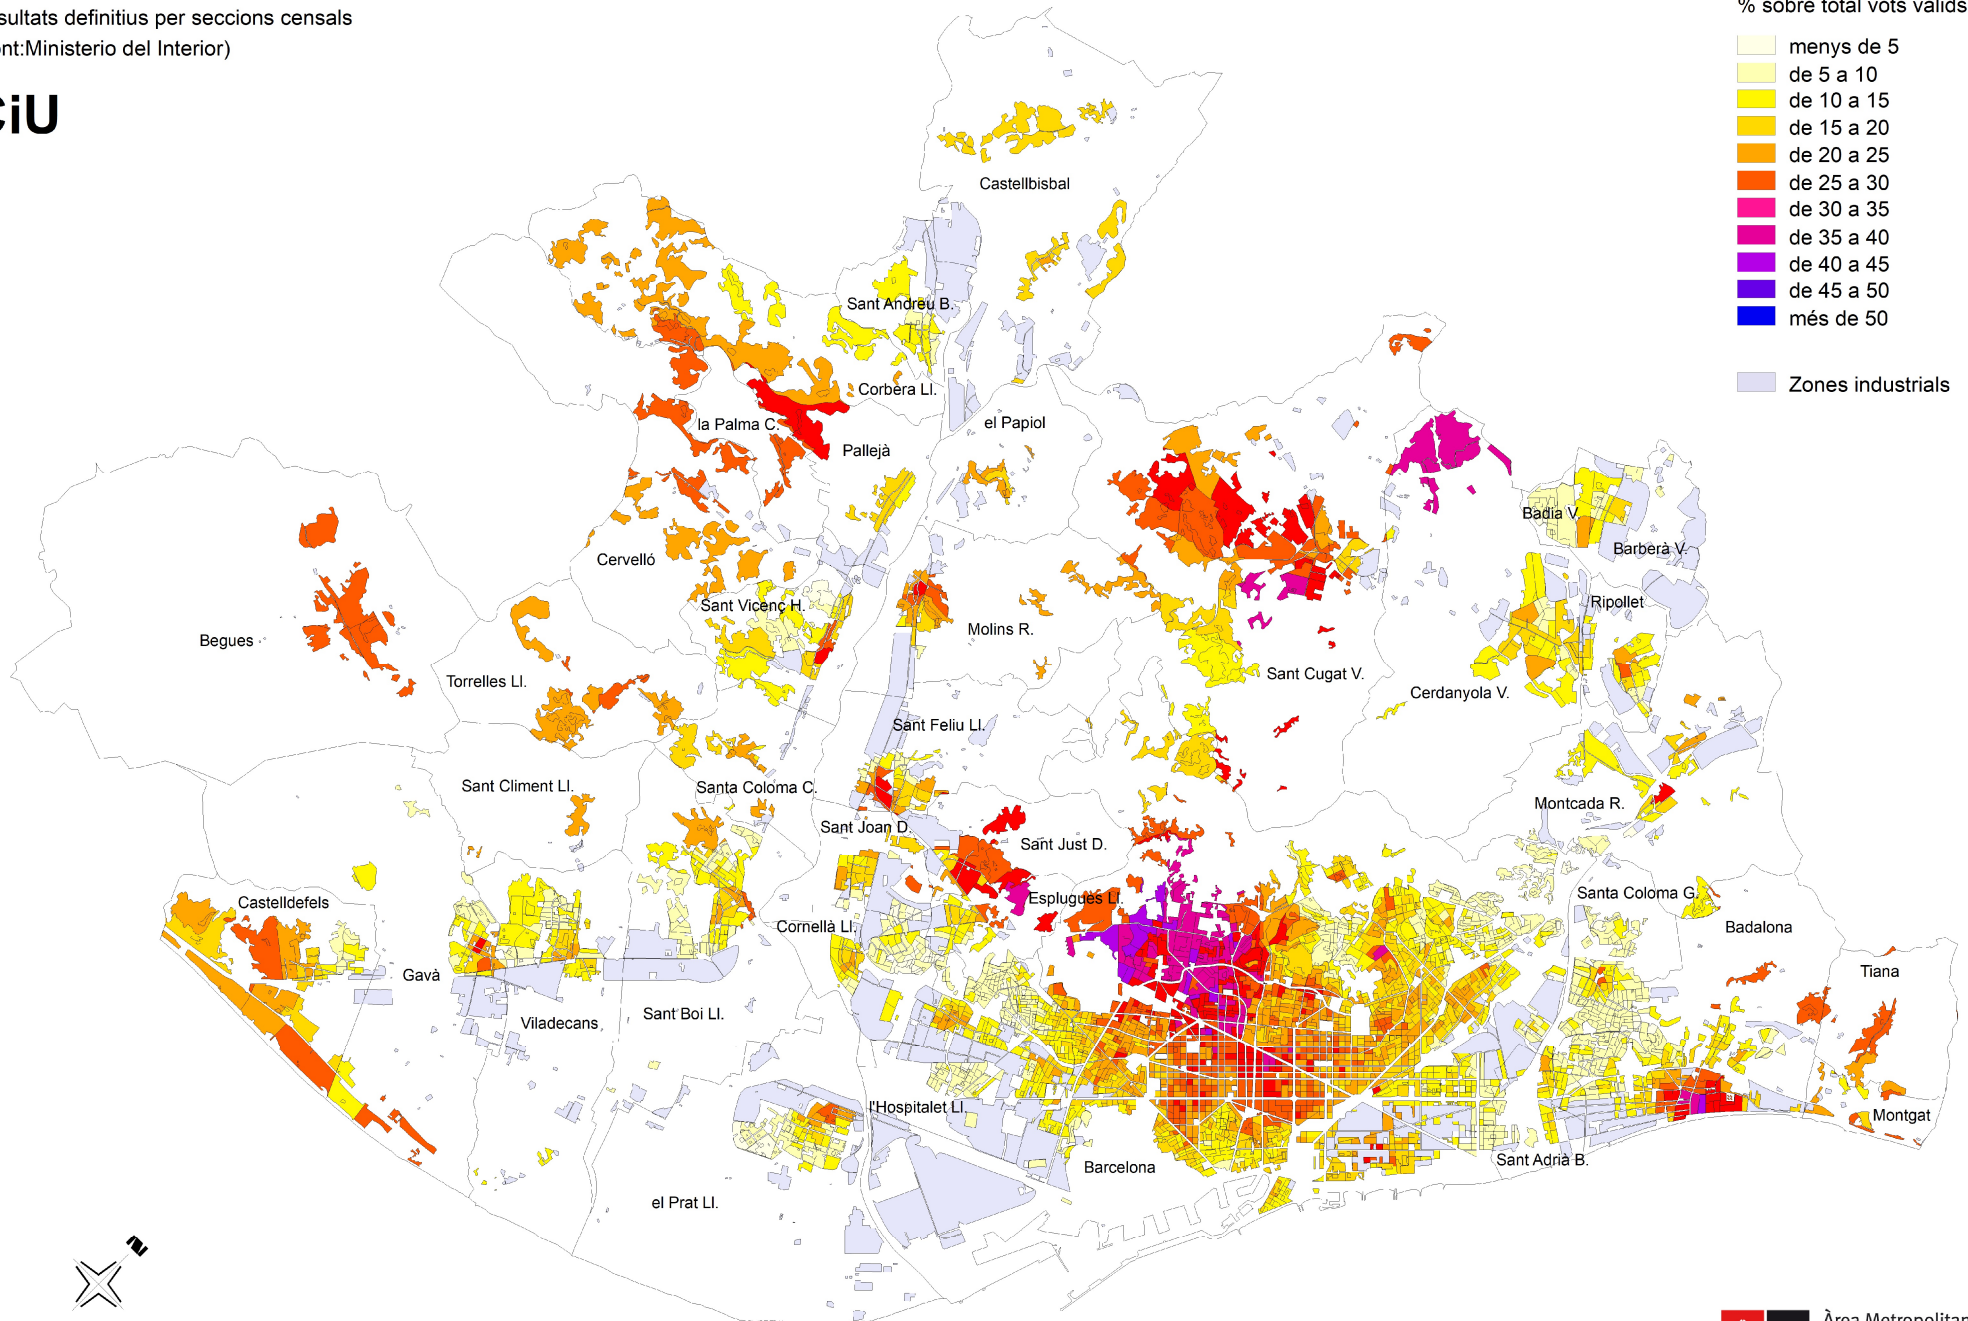 sultats definitius per seccions censals
nt:Ministerio del Interior)
CiU
% sobre total vots vàlids
menys de 5
de 5 a 10
de 10 a 15
de 15 a 20
de 20 a 25
de 25 a 30
de 30 a 35
de 35 a 40
de 40 a 45
de 45 a 50
més de 50
Zones industrials
Castellbisbal
Sant Andreu B.
Corbera Ll.
la Palma C.
el Papiol
Pallejà
Badia V.
Barberà V.
Cervelló
Sant Vicenç H.
Ripollet
Molins R.
Begues
Torrelles Ll.
Sant Cugat V.
Cerdanyola V.
Sant Feliu Ll.
Sant Climent Ll.
Santa Coloma C.
Montcada R.
Sant Joan D.
Sant Just D.
Castelldefels
Esplugues Ll.
Santa Coloma G.
Cornellà Ll.
Badalona
Gavà
Tiana
Viladecans
Sant Boi Ll.
l'Hospitalet Ll.
Montgat
Barcelona
Sant Adrià B.
el Prat Ll.
N
Àrea Metropolitan